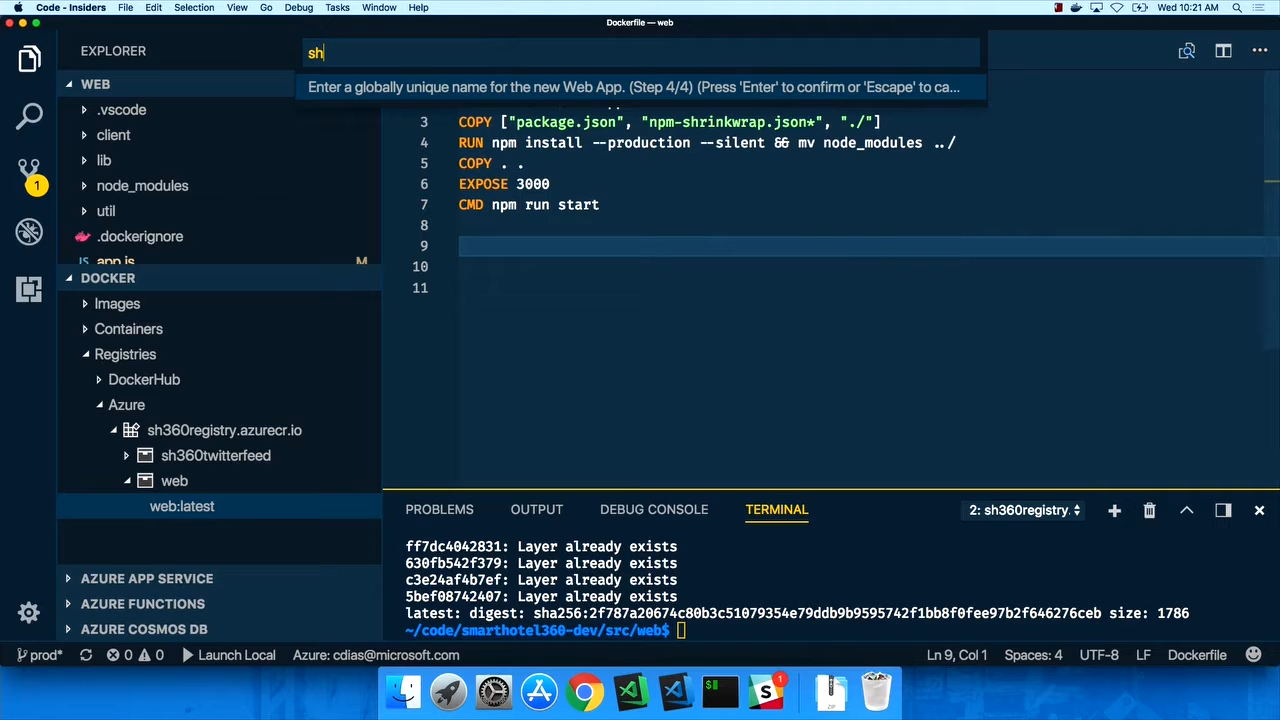 Code - Insiders File Edit Selection View Go Debug Tasks Window Help Wed 10:21 AM
Dockerfile — web
EXPLORER
sh
Enter a globally unique name for the new Web App. (Step 4/4) (Press 'Enter' to confirm or 'Escape' to ca...
WEB
.vscode
client
lib
node_modules
util
.dockerignore
JS app.js M
3 COPY ["package.json", "npm-shrinkwrap.json*", "./"]
4 RUN npm install --production --silent && mv node_modules ../
5 COPY . .
6 EXPOSE 3000
7 CMD npm run start
8
9
10
11
DOCKER
Images
Containers
Registries
DockerHub
Azure
sh360registry.azurecr.io
sh360twitterfeed
web
web:latest
AZURE APP SERVICE
AZURE FUNCTIONS
AZURE COSMOS DB
1
PROBLEMS OUTPUT DEBUG CONSOLE TERMINAL 2: sh360registry.
ff7dc4042831: Layer already exists
630fb542f379: Layer already exists
c3e24af4b7ef: Layer already exists
5bef08742407: Layer already exists
latest: digest: sha256:2f787a20674c80b3c51079354e79ddb9b9595742f1bb8f0fee97b2f646276ceb size: 1786
~/code/smarthotel360-dev/src/web$
prod* 0 0 Launch Local Azure: cdias@microsoft.com Ln 9, Col 1 Spaces: 4 UTF-8 LF Dockerfile
$
S 1
ZIP